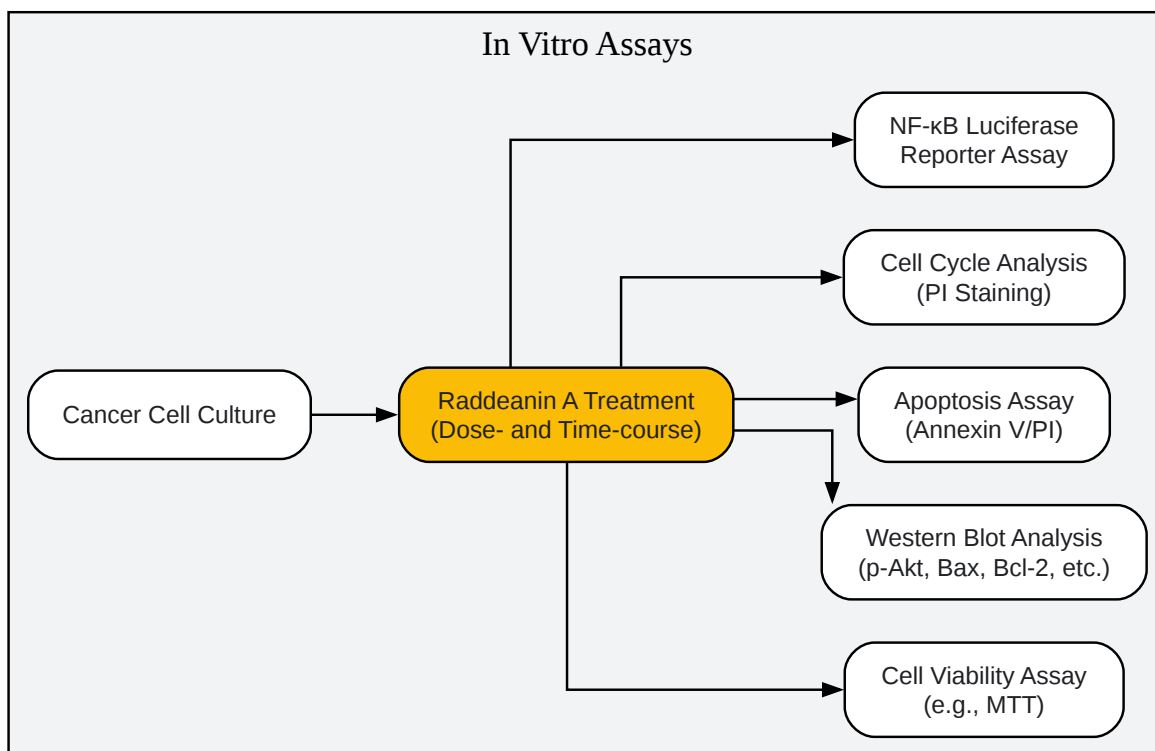 In Vitro Assays
NF-κB Luciferase
Reporter Assay
Cell Cycle Analysis
(PI Staining)
Cancer Cell Culture
Raddeanin A Treatment
(Dose- and Time-course)
Apoptosis Assay
(Annexin V/PI)
Western Blot Analysis
(p-Akt, Bax, Bcl-2, etc.)
Cell Viability Assay
(e.g., MTT)